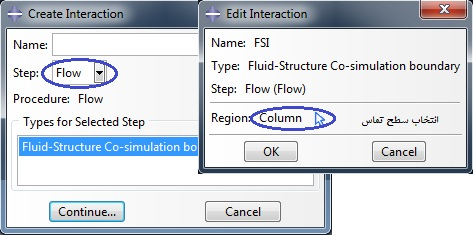 Create Interaction
Name:
Step: Flow
Procedure: Flow
Types for Selected Step
Fluid-Structure Co-simulation bou
Continue...
Cancel
Edit Interaction
Name: FSI
Type: Fluid-Structure Co-simulation boundary
Step: Flow (Flow)
Region: Column انتخاب سطح تماس
OK
Cancel